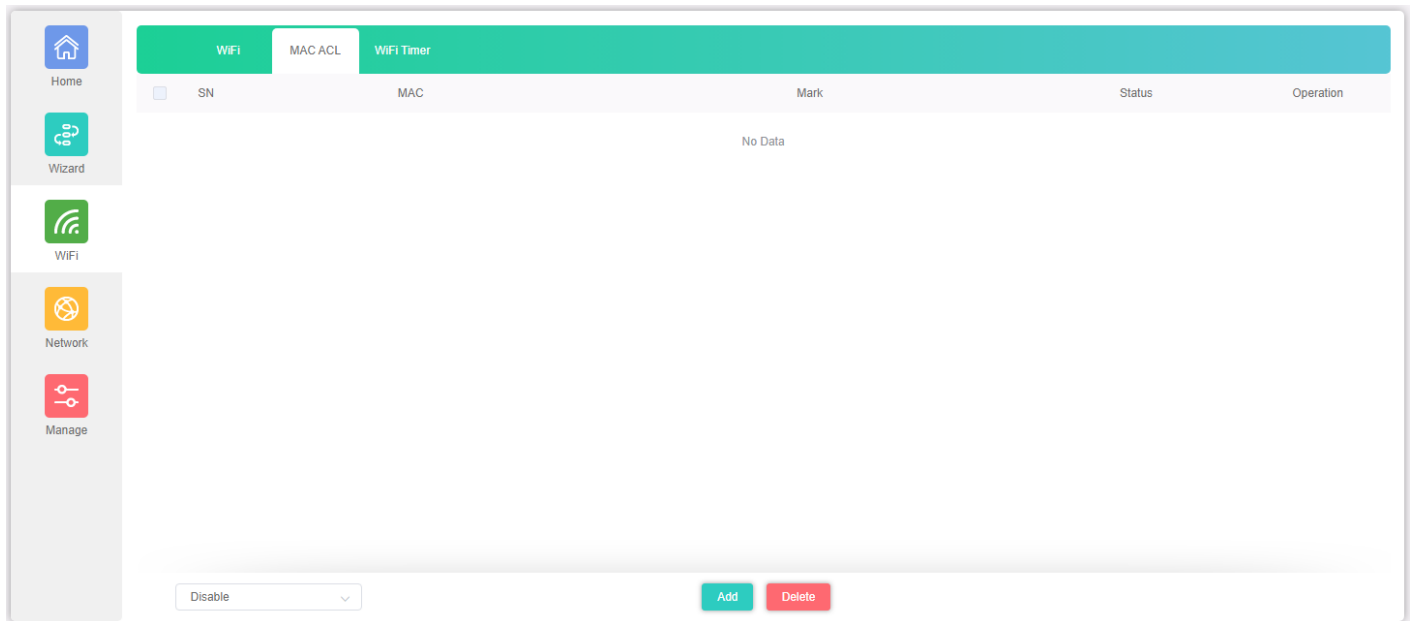 Home
Wizard
WiFi
Network
Manage
WiFi MAC ACL WiFi Timer
SN MAC Mark Status Operation
No Data
Disable Add Delete